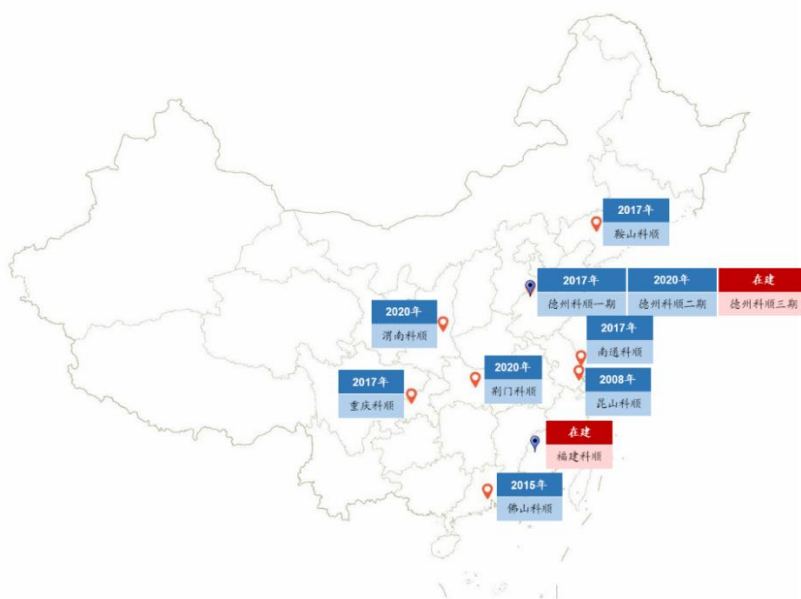 2017年
鞍山科顺
2017年
2020年
在建
德州科顺一期
德州科顺二期
德州科顺三期
2020年
渭南科顺
2017年
南通科顺
2020年
荆门科顺
2017年
重庆科顺
2008年
昆山科顺
在建
福建科顺
2015年
佛山科顺